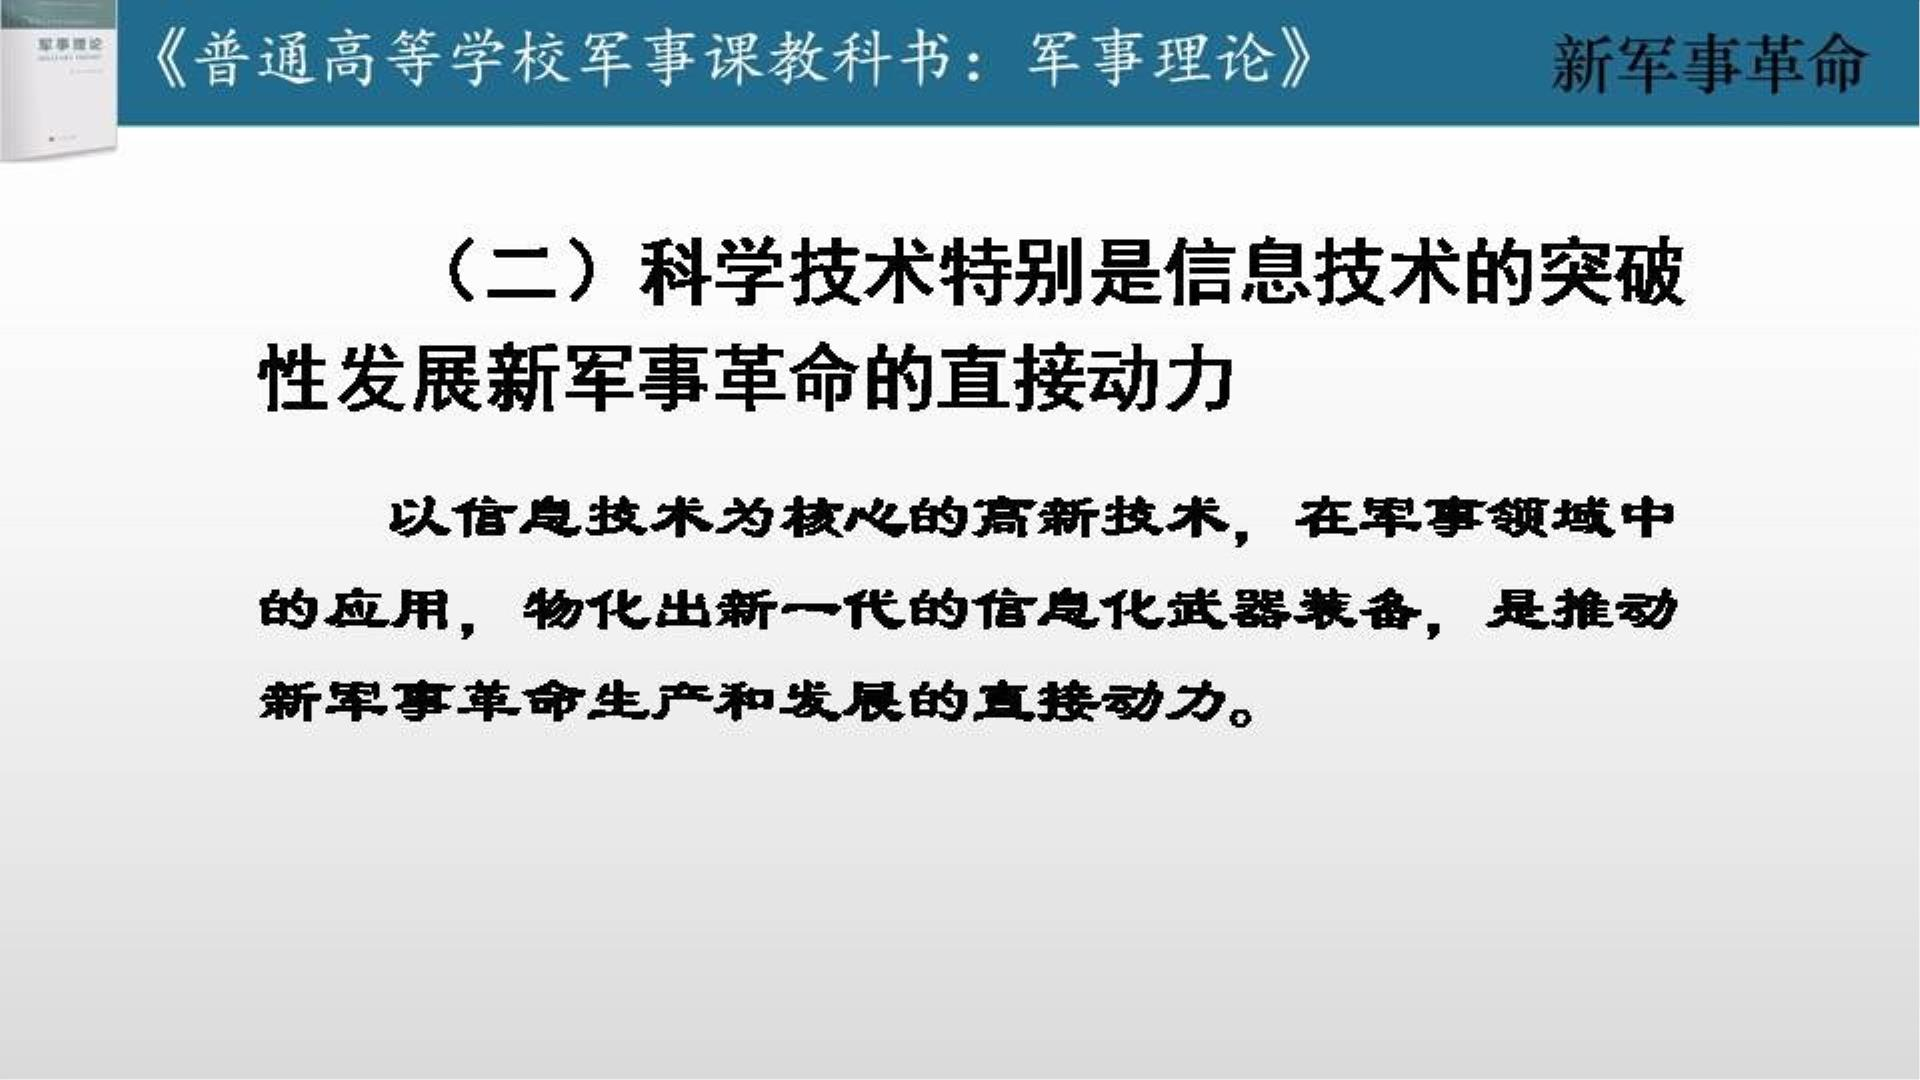 军事理论
《普通高等学校军事课教科书：军事理论》
新军事革命
（二）科学技术特别是信息技术的突破
性发展新军事革命的直接动力
以信息技术为核心的高新技术，在军事领域中
的应用，物化出新一代的信息化武器装备，是推动
新军事革命生产和发展的直接动力。